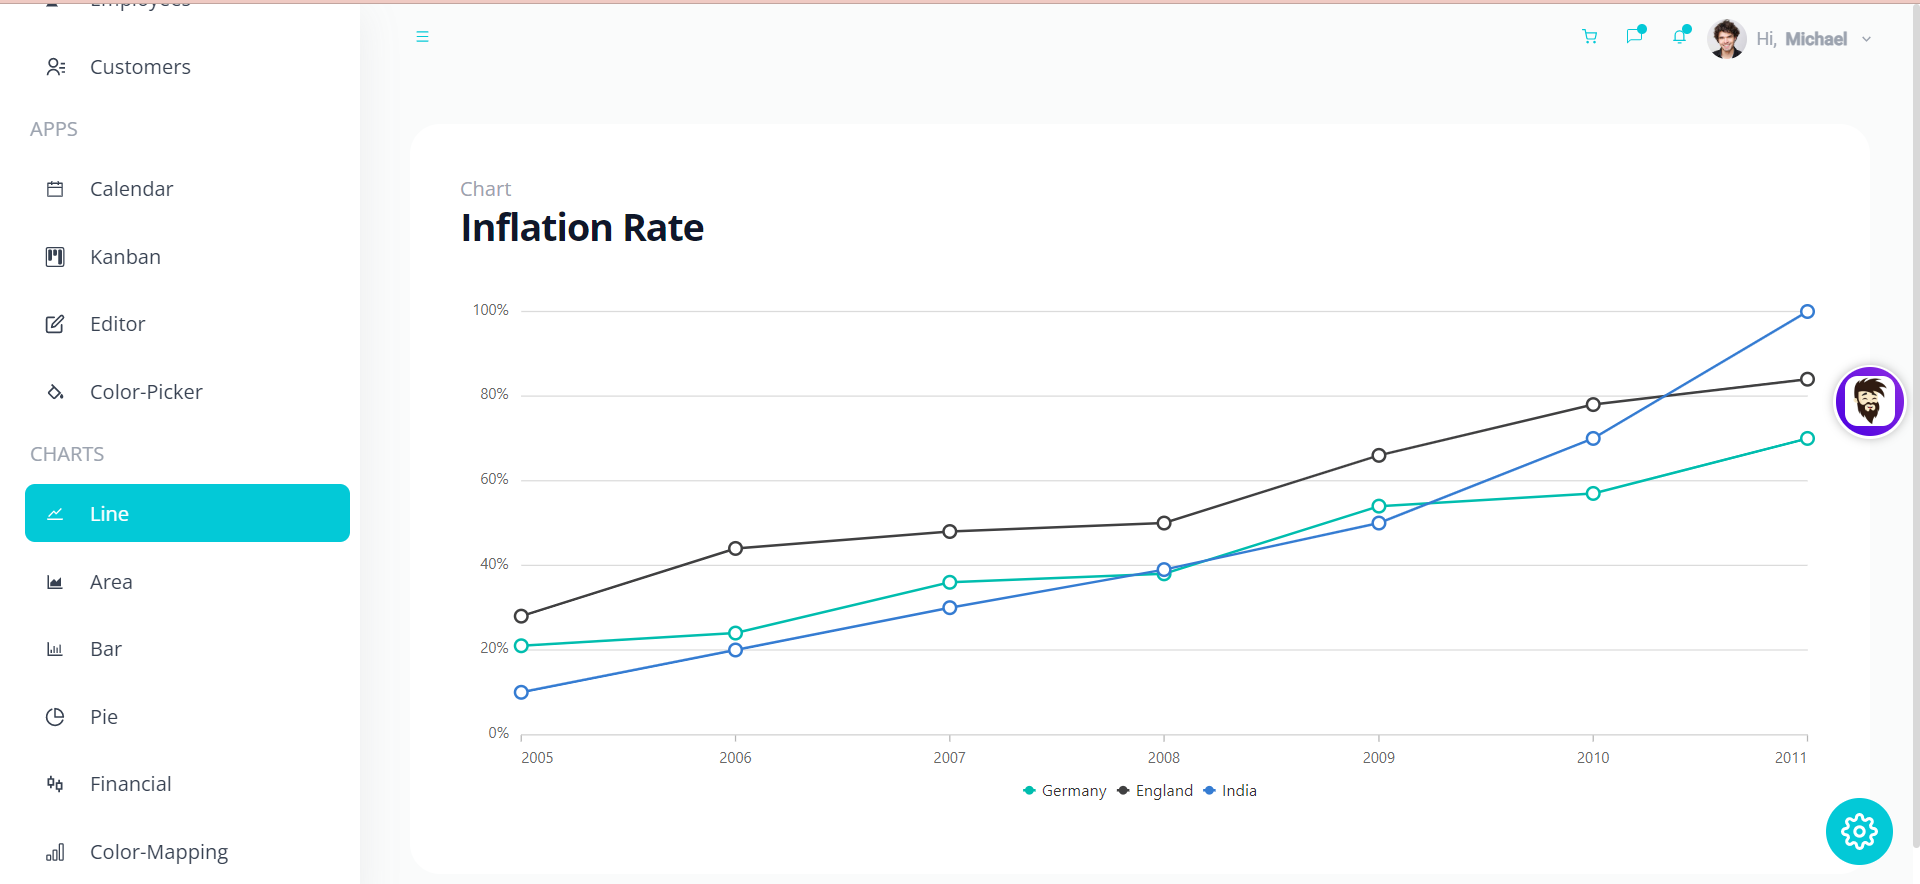 Employees
Customers
APPS
Calendar
Kanban
Editor
Color-Picker
CHARTS
Line
Area
Bar
Pie
Financial
Color-Mapping
Hi, Michael
Chart
Inflation Rate
100%
80%
60%
40%
20%
0%
2005 2006 2007 2008 2009 2010 2011
Germany England India